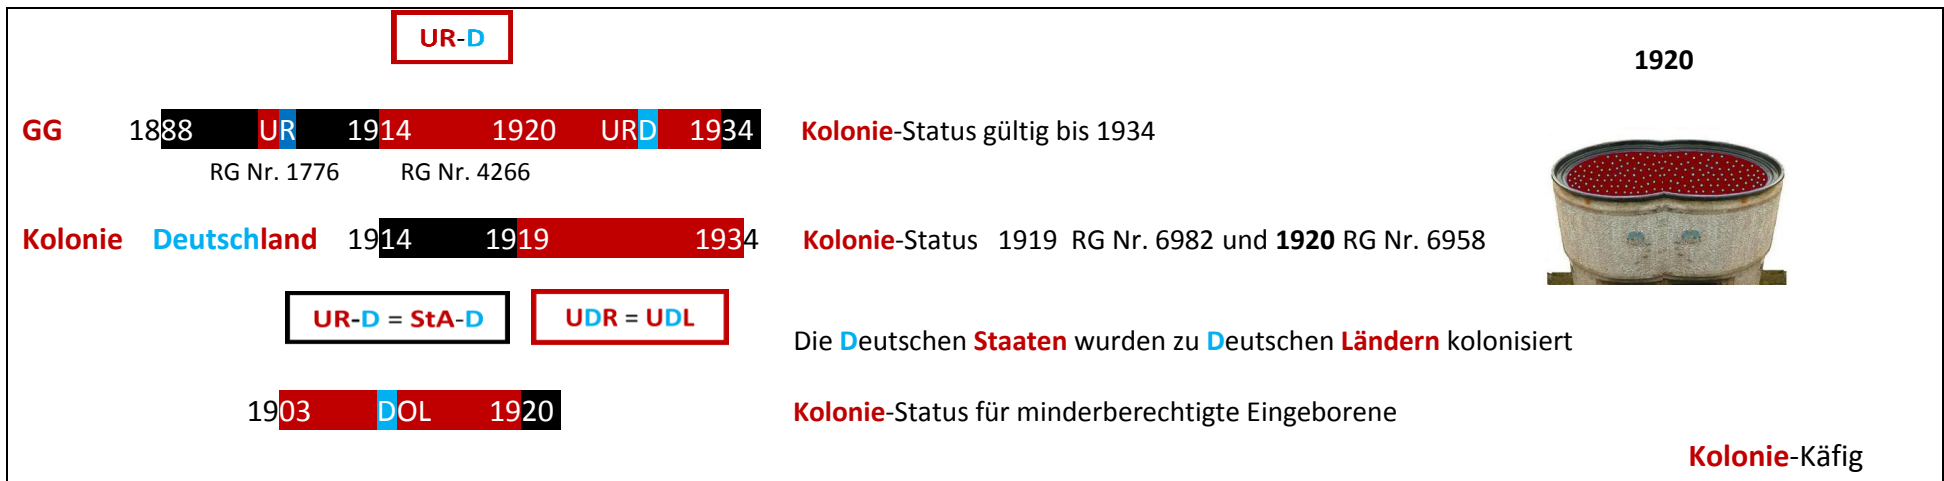 UR-D
1920
GG 1888 UR 1914 1920 URD 1934 Kolonie-Status gültig bis 1934
RG Nr. 1776 RG Nr. 4266
Kolonie Deutschland 1914 1919 1934 Kolonie-Status 1919 RG Nr. 6982 und 1920 RG Nr. 6958
UR-D = StA-D UDR = UDL
Die Deutschen Staaten wurden zu Deutschen Ländern kolonisiert
1903 DOL 1920 Kolonie-Status für minderberechtigte Eingeborene
Kolonie-Käfig